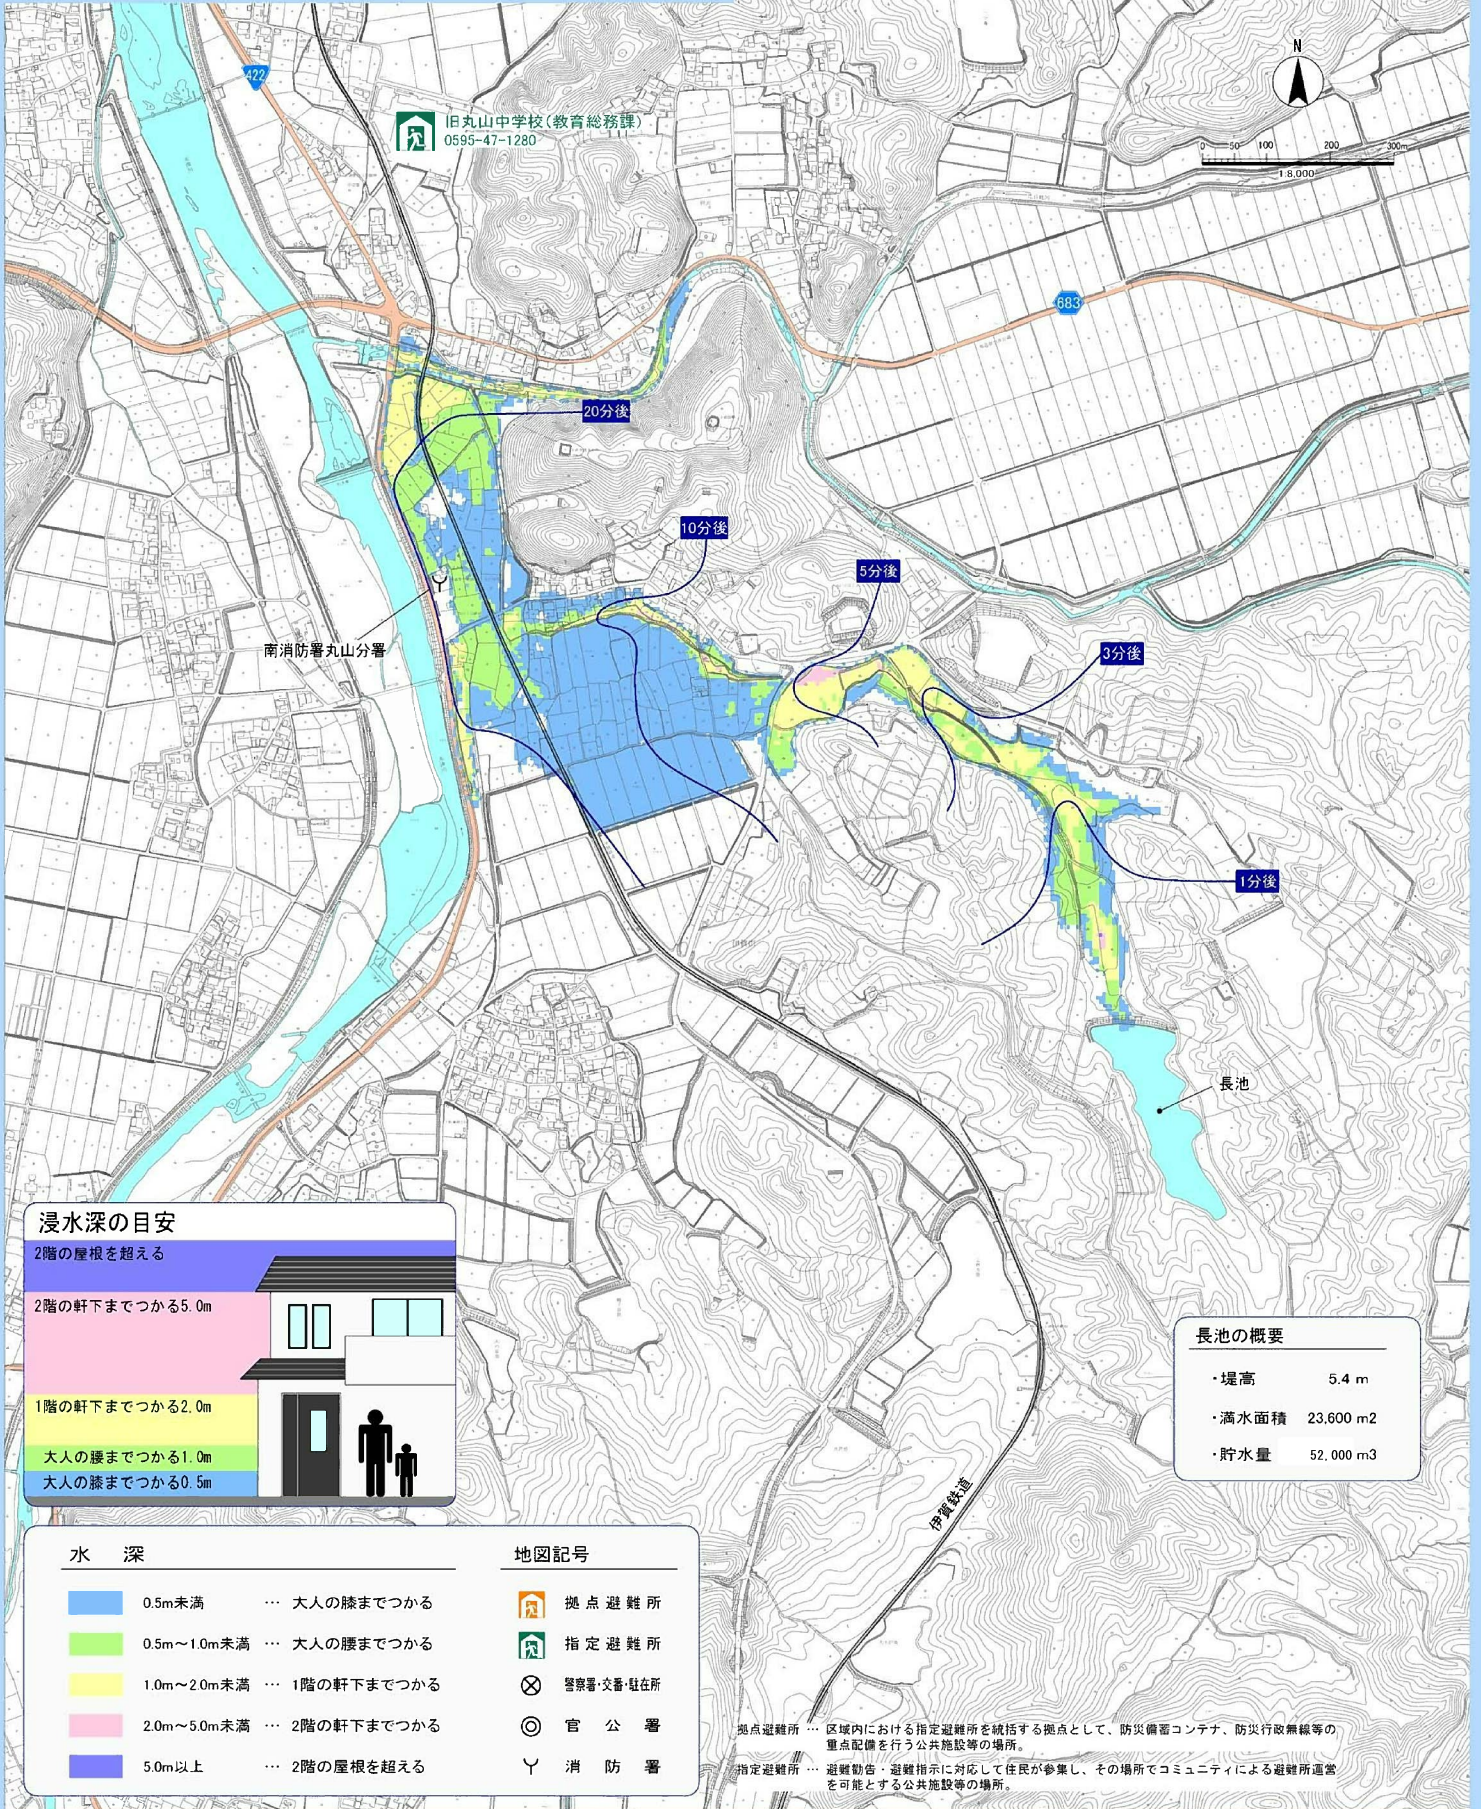 422
旧丸山中学校(教育総務課)
0595-47-1280
N
0 50 100 200 300m
1:8,000
683
20分後
10分後
5分後
3分後
南消防署丸山分署
1分後
長池
浸水深の目安
2階の屋根を超える
2階の軒下までつかる5.0m
1階の軒下までつかる2.0m
大人の腰までつかる1.0m
大人の膝までつかる0.5m
長池の概要
・堤高 5.4 m
・満水面積 23,600 m2
・貯水量 52,000 m3
伊賀鉄道
水 深
0.5m未満 … 大人の膝までつかる
0.5m～1.0m未満 … 大人の腰までつかる
1.0m～2.0m未満 … 1階の軒下までつかる
2.0m～5.0m未満 … 2階の軒下までつかる
5.0m以上 … 2階の屋根を超える
地図記号
拠点避難所
指定避難所
警察署・交番・駐在所
官公署
消防署
拠点避難所 … 区域内における指定避難所を統括する拠点として、防災備蓄コンテナ、防災行政無線等の
重点配備を行う公共施設等の場所。
指定避難所 … 避難勧告・避難指示に対応して住民が参集し、その場所でコミュニティによる避難所運営
を可能とする公共施設等の場所。